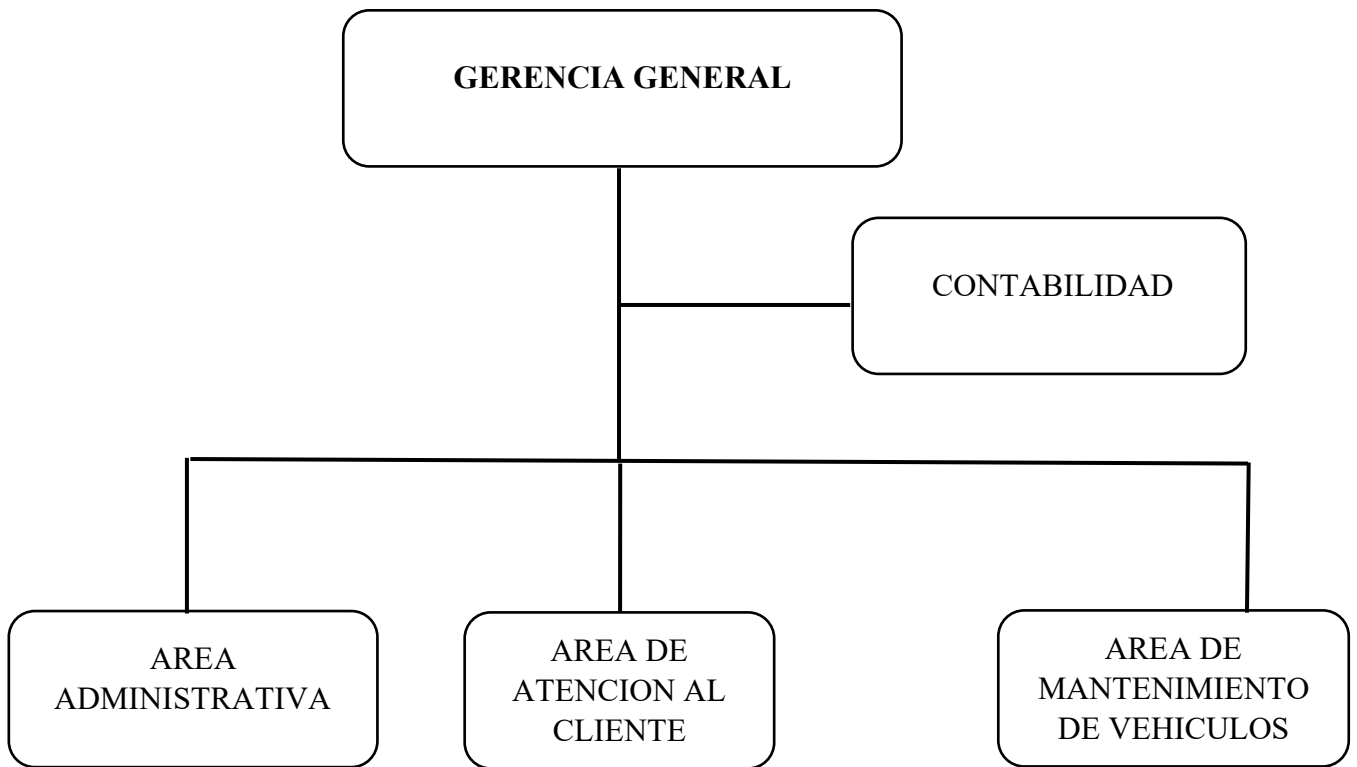 GERENCIA GENERAL
CONTABILIDAD
AREA
ADMINISTRATIVA
AREA DE
ATENCION AL
CLIENTE
AREA DE
MANTENIMIENTO
DE VEHICULOS